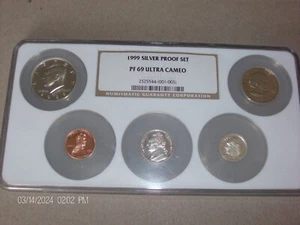 1999 SILVER PROOF SET
PF 69 ULTRA CAMEO
NUMISMATIC GUARANTY CORPORATION
03/14/2024 02:02 PM